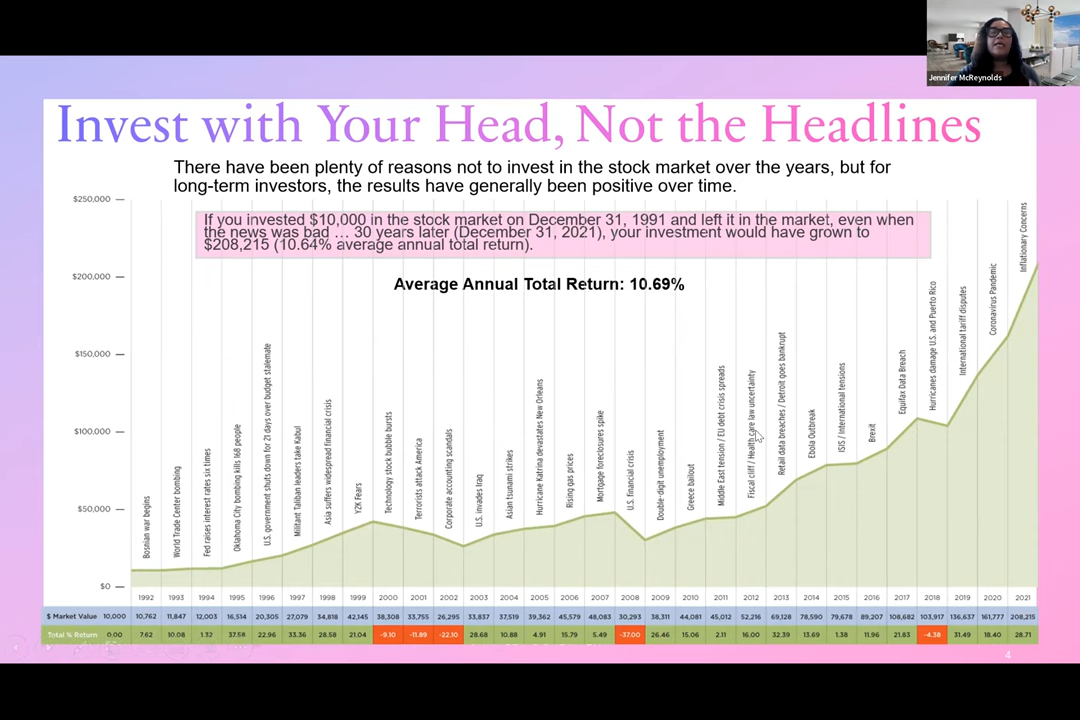 Jennifer McReynolds
Invest with Your Head, Not the Headlines
There have been plenty of reasons not to invest in the stock market over the years, but for
long-term investors, the results have generally been positive over time.
$250,000
If you invested $10,000 in the stock market on December 31, 1991 and left it in the market, even when
the news was bad ... 30 years later (December 31, 2021), your investment would have grown to
$208,215 (10.64% average annual total return).
Average Annual Total Return: 10.69%
$200,000
$150,000
$100,000
$50,000
$0
Bosnian war begins
World Trade Center bombing
Fed raises interest rates six times
Oklahoma City bombing kills 168 people
U.S. government shuts down for 21 days over budget stalemate
Militant Taliban leaders take Kabul
Asia suffers widespread financial crisis
Y2K Fears
Technology stock bubble bursts
Terrorists attack America
Corporate accounting scandals
U.S. invades Iraq
Asian tsunami strikes
Hurricane Katrina devastates New Orleans
Rising gas prices
Mortgage foreclosures spike
U.S. financial crisis
Double-digit unemployment
Greece bailout
Middle East tension / EU debt crisis spreads
Fiscal cliff / Health care law uncertainty
Retail data breaches / Detroit goes bankrupt
Ebola Outbreak
ISIS / International tensions
Brexit
Equifax Data Breach
Hurricanes damage U.S. and Puerto Rico
International tariff disputes
Coronavirus Pandemic
Inflationary Concerns
1992 1993 1994 1995 1996 1997 1998 1999 2000 2001 2002 2003 2004 2005 2006 2007 2008 2009 2010 2011 2012 2013 2014 2015 2016 2017 2018 2019 2020 2021
$ Market Value 10,000 10,762 11,847 12,003 16,514 20,305 27,079 34,818 42,145 38,308 33,755 26,295 33,837 37,519 39,362 45,579 48,083 30,293 38,311 44,081 45,012 52,216 69,128 78,590 79,678 89,207 108,682 103,917 136,637 161,777 208,215
Total % Return 0.00 7.62 10.08 1.32 37.58 22.96 33.36 28.58 21.04 -9.10 -11.89 -22.10 28.68 10.88 4.91 15.79 5.49 -37.00 26.46 15.06 2.11 16.00 32.39 13.69 1.38 11.96 21.83 -4.38 31.49 18.40 28.71
4